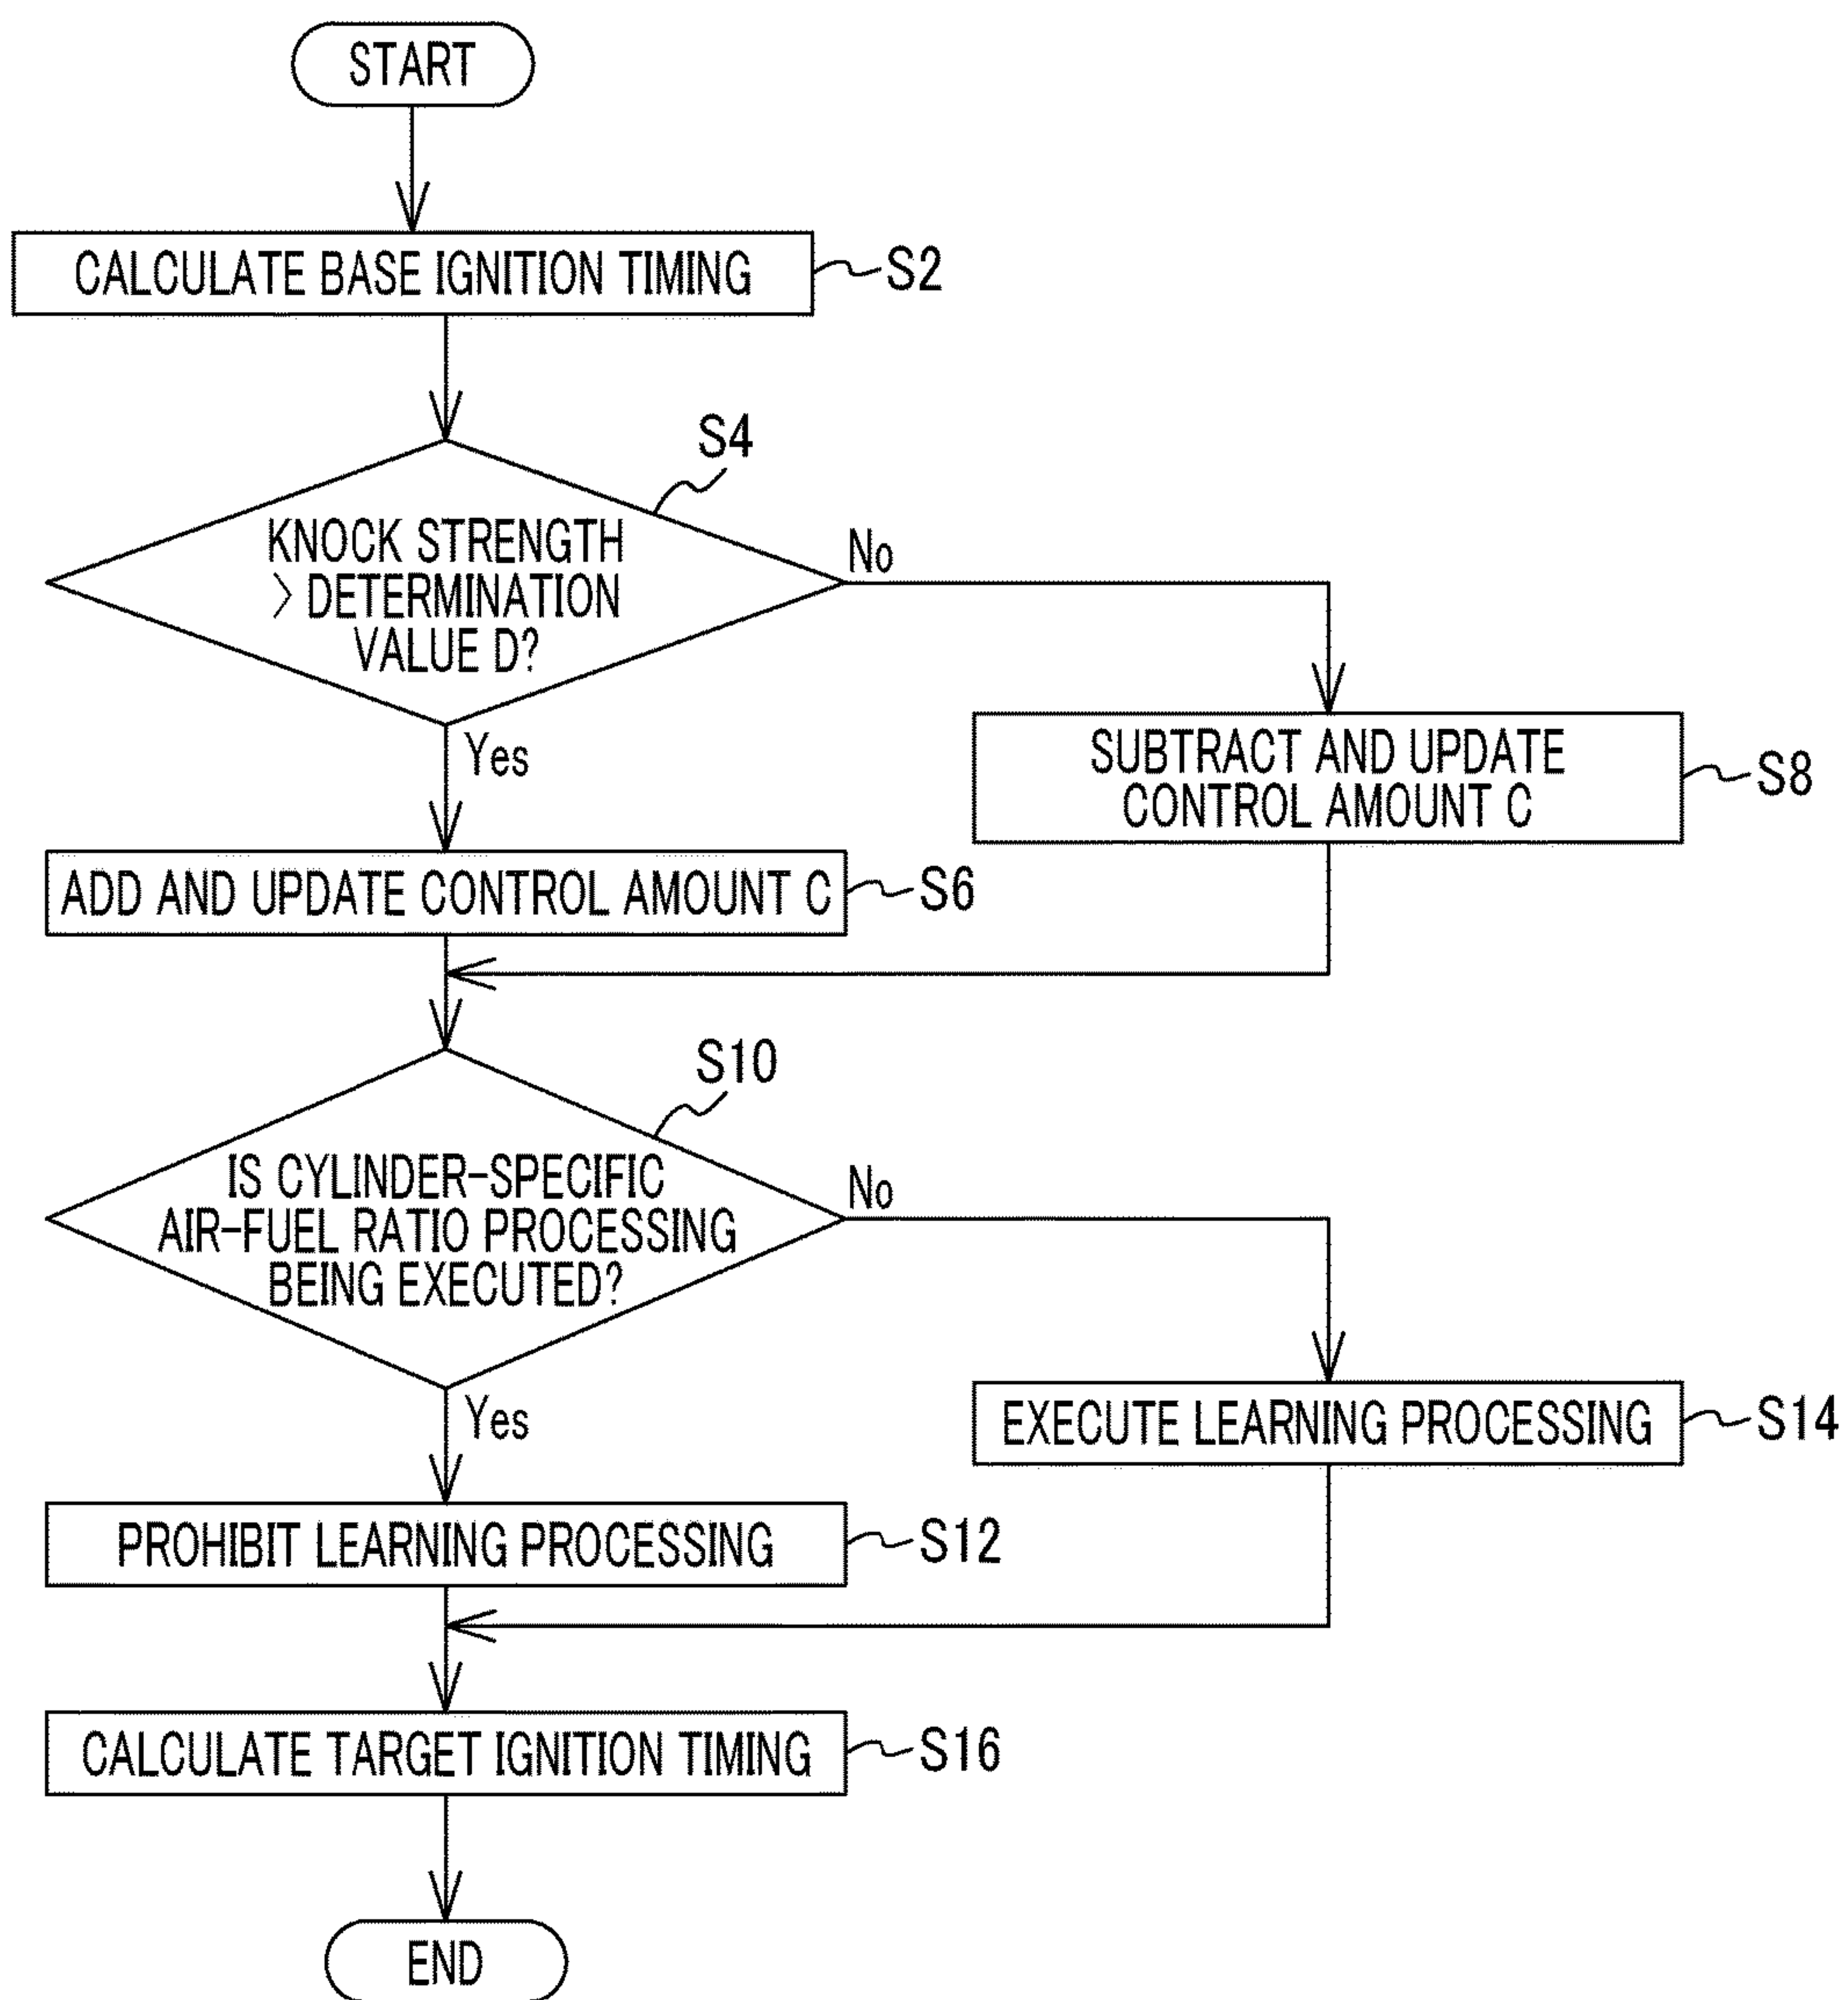 START
CALCULATE BASE IGNITION TIMING
S2
S4
KNOCK STRENGTH
> DETERMINATION
VALUE D?
No
Yes
SUBTRACT AND UPDATE
CONTROL AMOUNT C
S8
ADD AND UPDATE CONTROL AMOUNT C
S6
S10
IS CYLINDER-SPECIFIC
AIR-FUEL RATIO PROCESSING
BEING EXECUTED?
No
Yes
EXECUTE LEARNING PROCESSING
S14
PROHIBIT LEARNING PROCESSING
S12
CALCULATE TARGET IGNITION TIMING
S16
END